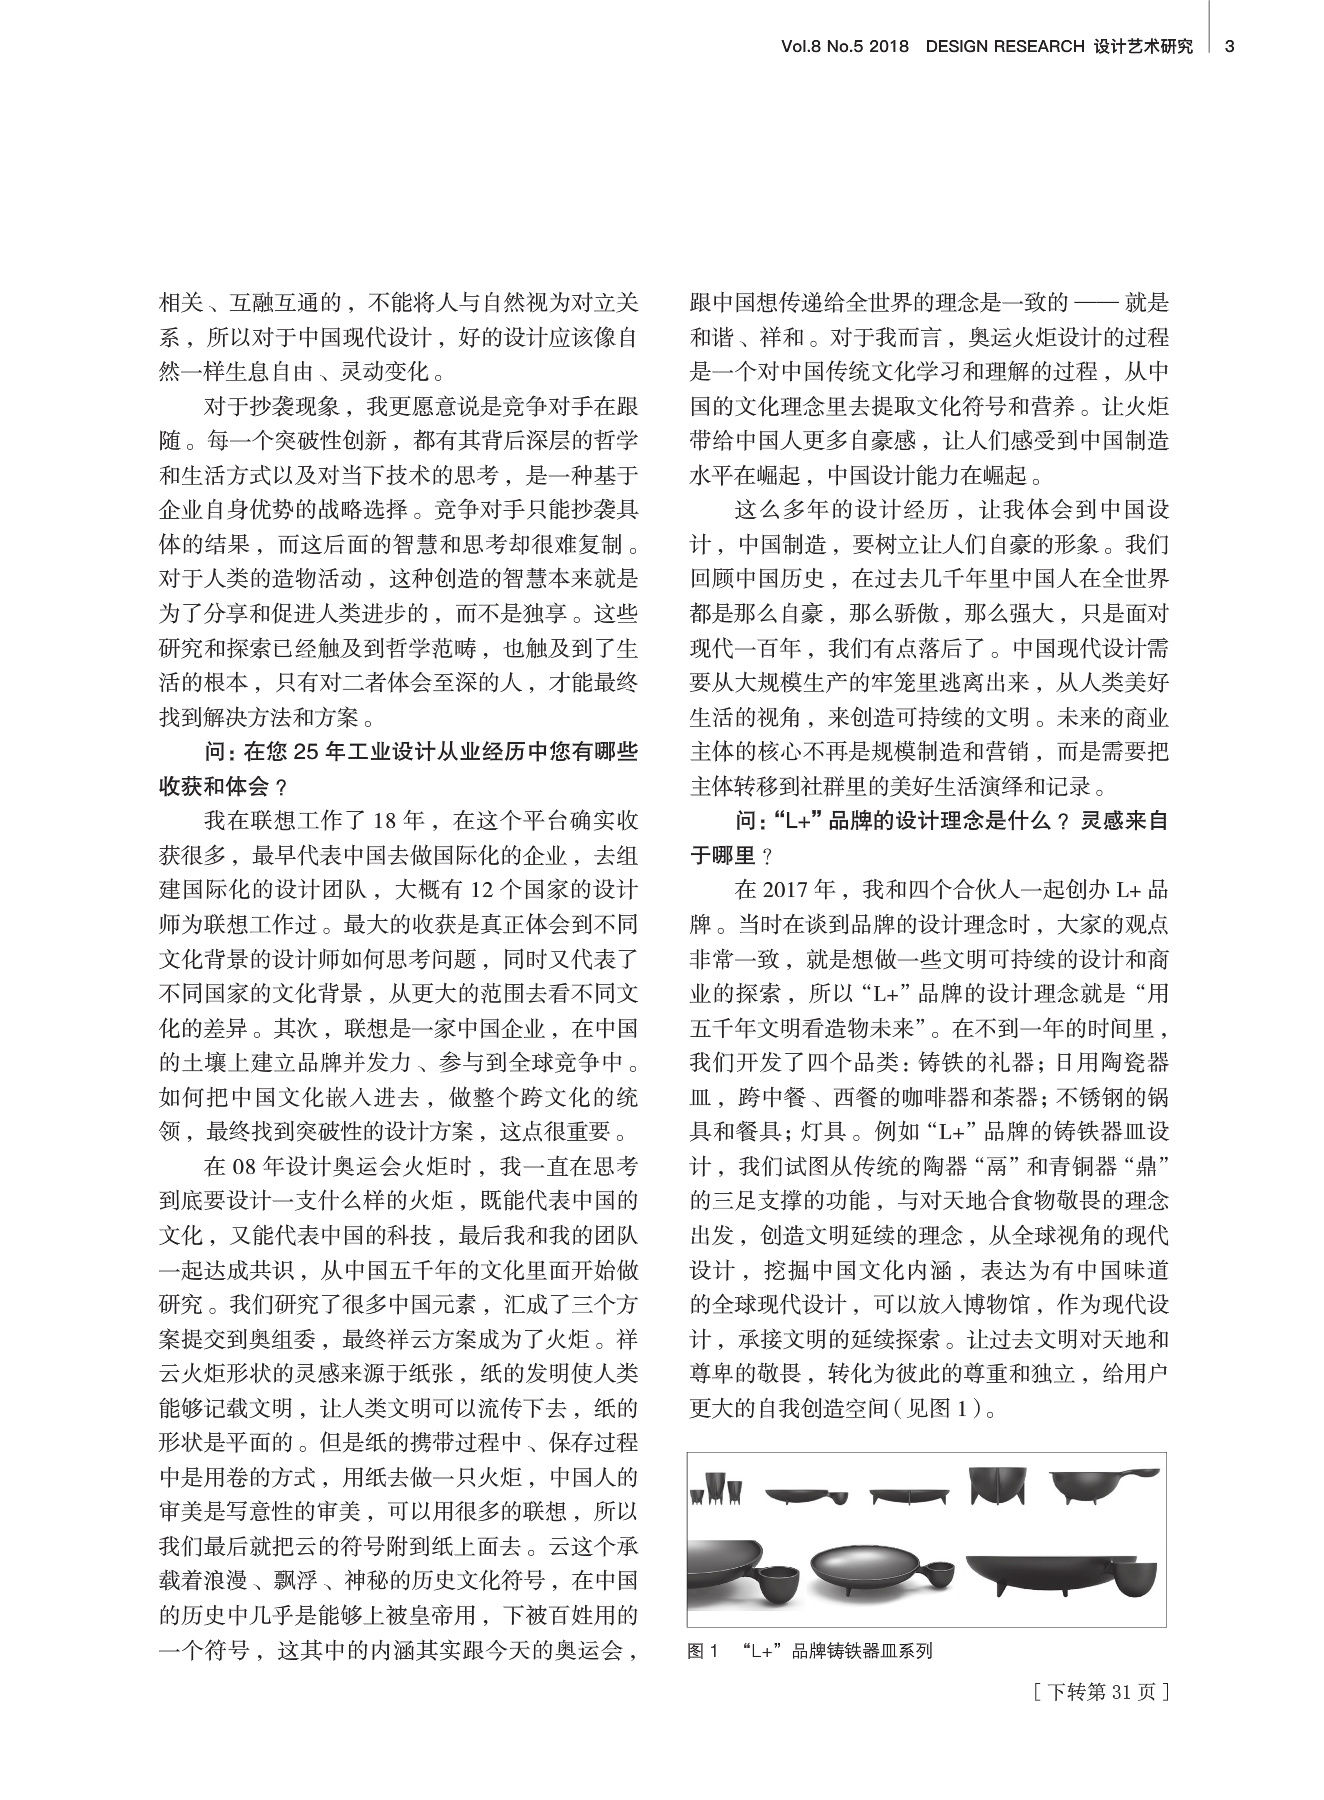 Vol.8 No.5 2018 DESIGN RESEARCH 设计艺术研究 3
相关、互融互通的，不能将人与自然视为对立关
系，所以对于中国现代设计，好的设计应该像自
然一样生息自由、灵动变化。
对于抄袭现象，我更愿意说是竞争对手在跟
随。每一个突破性创新，都有其背后深层的哲学
和生活方式以及对当下技术的思考，是一种基于
企业自身优势的战略选择。竞争对手只能抄袭具
体的结果，而这后面的智慧和思考却很难复制。
对于人类的造物活动，这种创造的智慧本来就是
为了分享和促进人类进步的，而不是独享。这些
研究和探索已经触及到哲学范畴，也触及到了生
活的根本，只有对二者体会至深的人，才能最终
找到解决方法和方案。
问：在您 25 年工业设计从业经历中您有哪些
收获和体会？
我在联想工作了 18 年，在这个平台确实收
获很多，最早代表中国去做国际化的企业，去组
建国际化的设计团队，大概有 12 个国家的设计
师为联想工作过。最大的收获是真正体会到不同
文化背景的设计师如何思考问题，同时又代表了
不同国家的文化背景，从更大的范围去看不同文
化的差异。其次，联想是一家中国企业，在中国
的土壤上建立品牌并发力、参与到全球竞争中。
如何把中国文化嵌入进去，做整个跨文化的统
领，最终找到突破性的设计方案，这点很重要。
在 08 年设计奥运会火炬时，我一直在思考
到底要设计一支什么样的火炬，既能代表中国的
文化，又能代表中国的科技，最后我和我的团队
一起达成共识，从中国五千年的文化里面开始做
研究。我们研究了很多中国元素，汇成了三个方
案提交到奥组委，最终祥云方案成为了火炬。祥
云火炬形状的灵感来源于纸张，纸的发明使人类
能够记载文明，让人类文明可以流传下去，纸的
形状是平面的。但是纸的携带过程中、保存过程
中是用卷的方式，用纸去做一只火炬，中国人的
审美是写意性的审美，可以用很多的联想，所以
我们最后就把云的符号附到纸上面去。云这个承
载着浪漫、飘浮、神秘的历史文化符号，在中国
的历史中几乎是能够上被皇帝用，下被百姓用的
一个符号，这其中的内涵其实跟今天的奥运会，
跟中国想传递给全世界的理念是一致的 —— 就是
和谐、祥和。对于我而言，奥运火炬设计的过程
是一个对中国传统文化学习和理解的过程，从中
国的文化理念里去提取文化符号和营养。让火炬
带给中国人更多自豪感，让人们感受到中国制造
水平在崛起，中国设计能力在崛起。
这么多年的设计经历，让我体会到中国设
计，中国制造，要树立让人们自豪的形象。我们
回顾中国历史，在过去几千年里中国人在全世界
都是那么自豪，那么骄傲，那么强大，只是面对
现代一百年，我们有点落后了。中国现代设计需
要从大规模生产的牢笼里逃离出来，从人类美好
生活的视角，来创造可持续的文明。未来的商业
主体的核心不再是规模制造和营销，而是需要把
主体转移到社群里的美好生活演绎和记录。
问：“L+” 品牌的设计理念是什么？灵感来自
于哪里？
在 2017 年，我和四个合伙人一起创办 L+ 品
牌。当时在谈到品牌的设计理念时，大家的观点
非常一致，就是想做一些文明可持续的设计和商
业的探索，所以 “L+” 品牌的设计理念就是 “用
五千年文明看造物未来”。在不到一年的时间里，
我们开发了四个品类：铸铁的礼器；日用陶瓷器
皿，跨中餐、西餐的咖啡器和茶器；不锈钢的锅
具和餐具；灯具。例如 “L+” 品牌的铸铁器皿设
计，我们试图从传统的陶器 “鬲” 和青铜器 “鼎”
的三足支撑的功能，与对天地合食物敬畏的理念
出发，创造文明延续的理念，从全球视角的现代
设计，挖掘中国文化内涵，表达为有中国味道
的全球现代设计，可以放入博物馆，作为现代设
计，承接文明的延续探索。让过去文明对天地和
尊卑的敬畏，转化为彼此的尊重和独立，给用户
更大的自我创造空间（见图 1）。
图 1 “L+” 品牌铸铁器皿系列
［下转第 31 页］